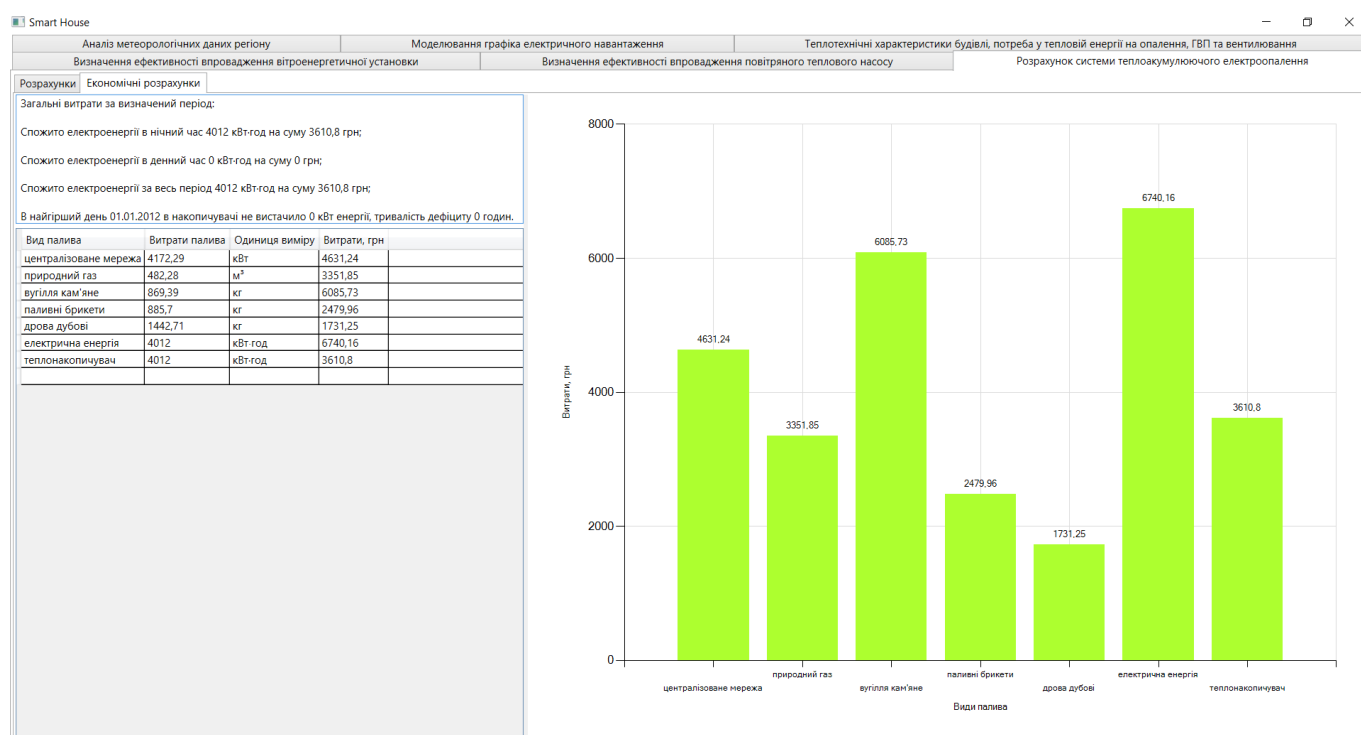 Smart House
Аналіз метеорологічних даних регіону
Моделювання графіка електричного навантаження
Теплотехнічні характеристики будівлі, потреба у тепловій енергії на опалення, ГВП та вентилювання
Визначення ефективності впровадження вітроенергетичної установки
Визначення ефективності впровадження повітряного теплового насосу
Розрахунок системи теплоакумулюючого електроопалення
Розрахунки Економічні розрахунки
Загальні витрати за визначений період:
Спожито електроенергії в нічний час 4012 кВт·год на суму 3610,8 грн;
Спожито електроенергії в денний час 0 кВт·год на суму 0 грн;
Спожито електроенергії за весь період 4012 кВт·год на суму 3610,8 грн;
В найгірший день 01.01.2012 в накопичувачі не вистачило 0 кВт енергії, тривалість дефіциту 0 годин.
Вид палива Витрати палива Одиниця виміру Витрати, грн
централізоване мережа 4172,29 кВт 4631,24
природний газ 482,28 м³ 3351,85
вугілля кам'яне 869,39 кг 6085,73
паливні брикети 885,7 кг 2479,96
дрова дубові 1442,71 кг 1731,25
електрична енергія 4012 кВт·год 6740,16
теплонакопичувач 4012 кВт·год 3610,8
8000
6000
4000
2000
0
Витрати, грн
4631,24
3351,85
6085,73
2479,96
1731,25
6740,16
3610,8
централізоване мережа
природний газ
вугілля кам'яне
паливні брикети
дрова дубові
електрична енергія
теплонакопичувач
Види палива